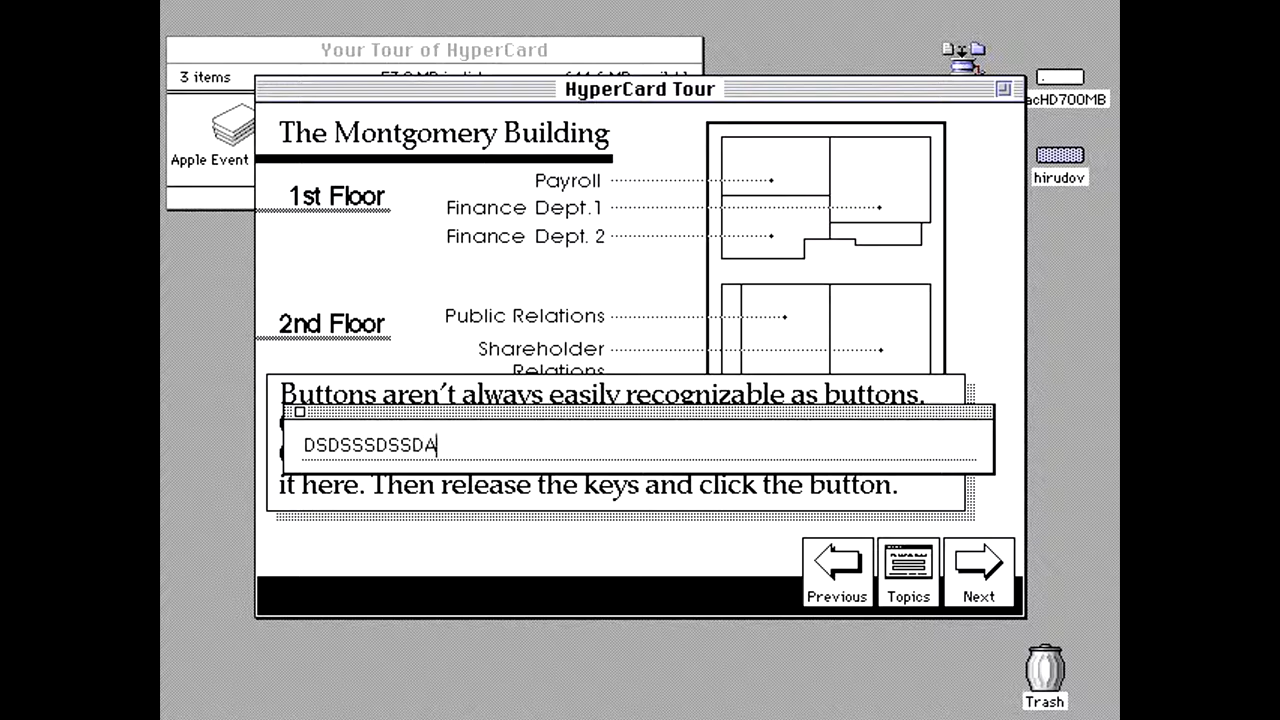 Your Tour of HyperCard
3 items
HyperCard Tour
acHD700MB
The Montgomery Building
Apple Event
hirudov
1st Floor
Payroll
Finance Dept.1
Finance Dept. 2
2nd Floor
Public Relations
Shareholder
Relations
Buttons aren't always easily recognizable as buttons.
DSDSSSDSSDA
it here. Then release the keys and click the button.
Previous
Topics
Next
Trash